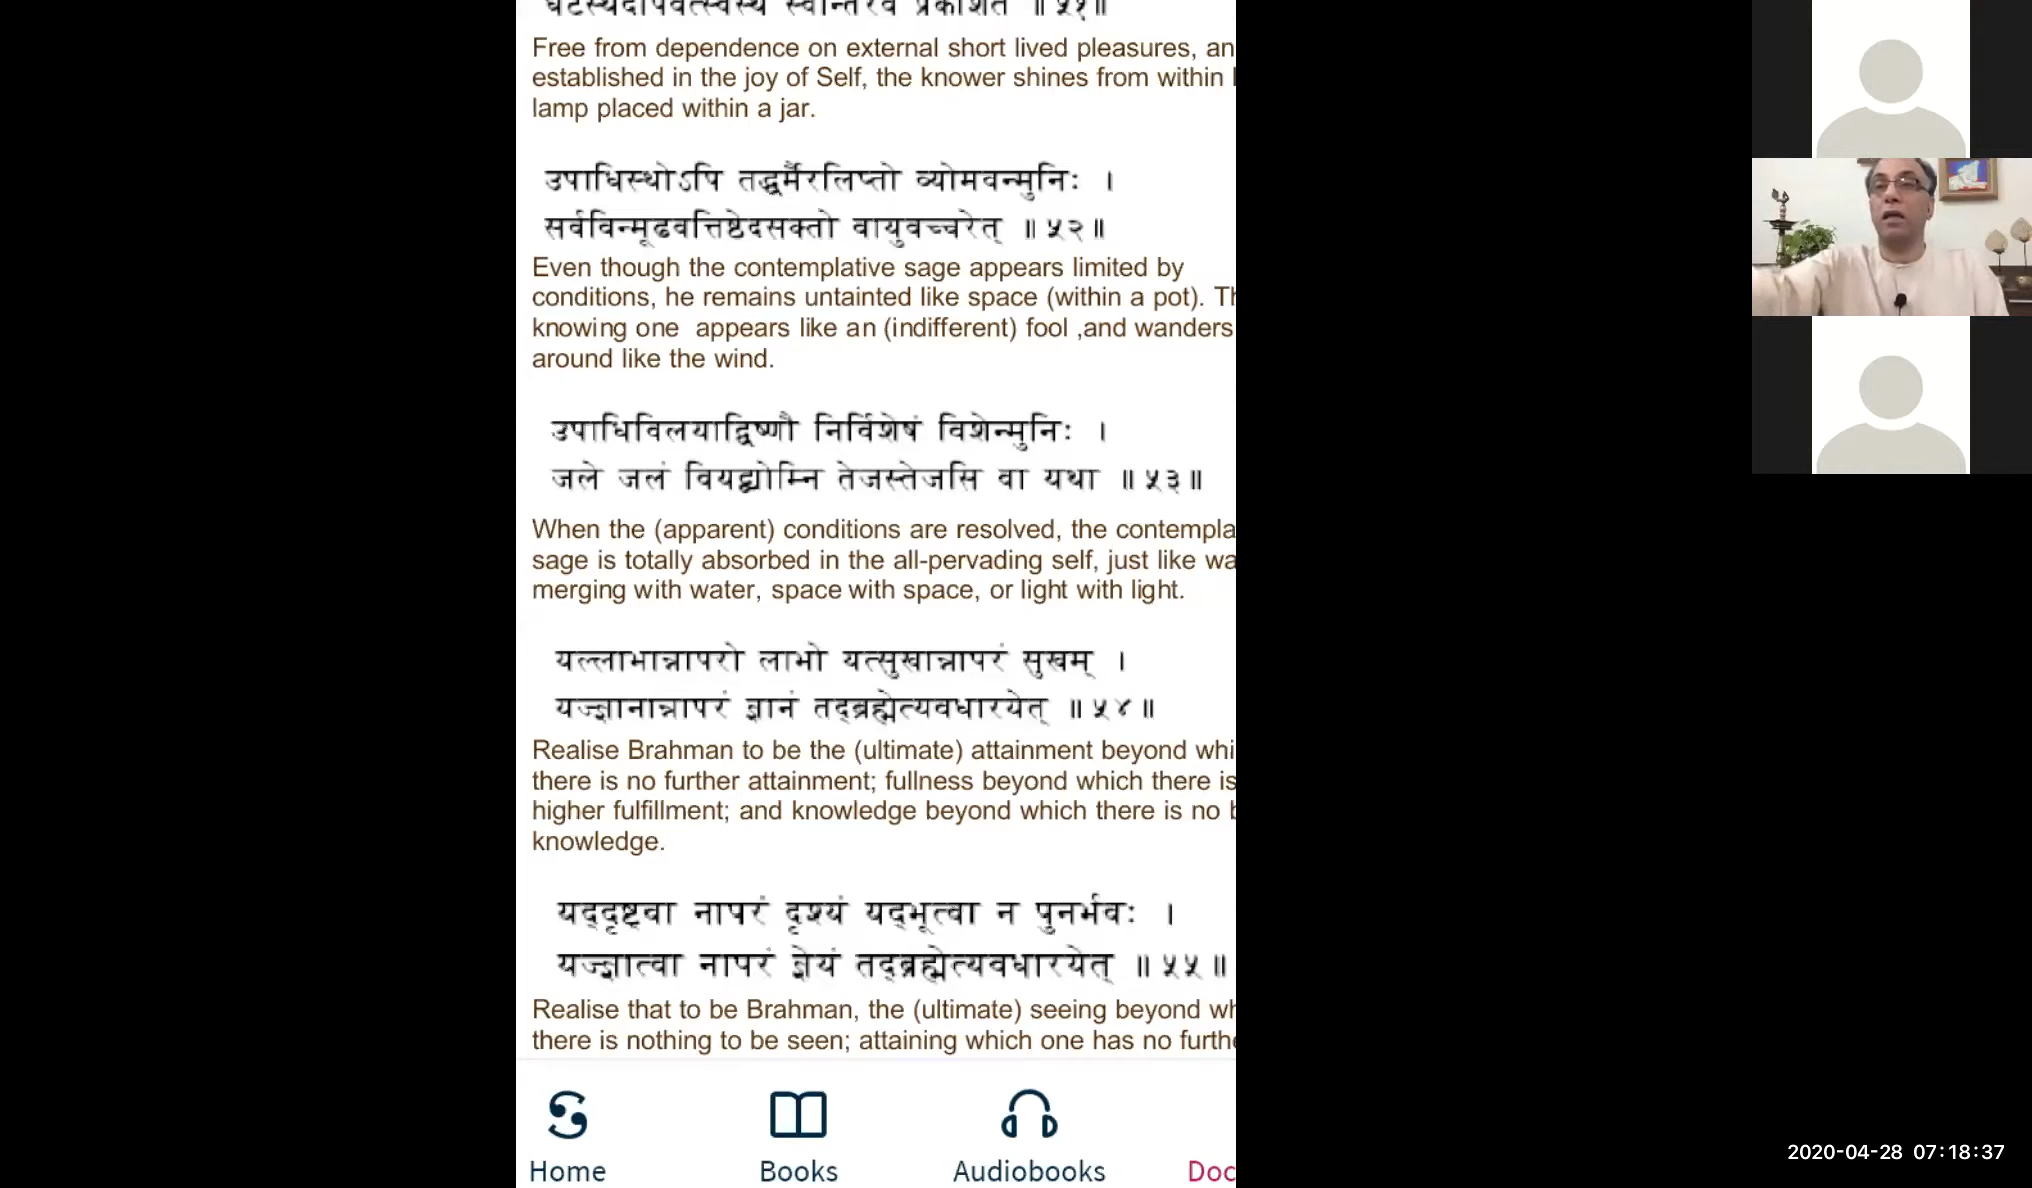 Free from dependence on external short lived pleasures, an
established in the joy of Self, the knower shines from within
lamp placed within a jar.
उपाधिस्थोऽपि तद्धर्मैरलिप्तो व्योमवन्मुनिः ।
सर्वविन्मूढवत्तिष्ठेदसक्तो वायुवच्चरेत् ॥ ५२ ॥
Even though the contemplative sage appears limited by
conditions, he remains untainted like space (within a pot). Th
knowing one appears like an (indifferent) fool ,and wanders
around like the wind.
उपाधिविलयाद्विष्णौ निर्विशेषं विशेन्मुनिः ।
जले जलं वियद्व्योम्नि तेजस्तेजसि वा यथा ॥ ५३ ॥
When the (apparent) conditions are resolved, the contempla
sage is totally absorbed in the all-pervading self, just like wa
merging with water, space with space, or light with light.
यल्लाभान्नापरो लाभो यत्सुखान्नापरं सुखम् ।
यज्ज्ञानान्नापरं ज्ञानं तद्ब्रह्मेत्यवधारयेत् ॥ ५४ ॥
Realise Brahman to be the (ultimate) attainment beyond whi
there is no further attainment; fullness beyond which there is
higher fulfillment; and knowledge beyond which there is no
knowledge.
यद्दृष्ट्वा नापरं दृश्यं यद्भूत्वा न पुनर्भवः ।
यज्ज्ञात्वा नापरं ज्ञेयं तद्ब्रह्मेत्यवधारयेत् ॥ ५५ ॥
Realise that to be Brahman, the (ultimate) seeing beyond wh
there is nothing to be seen; attaining which one has no furthe
Home
Books
Audiobooks
Doc
2020-04-28 07:18:37